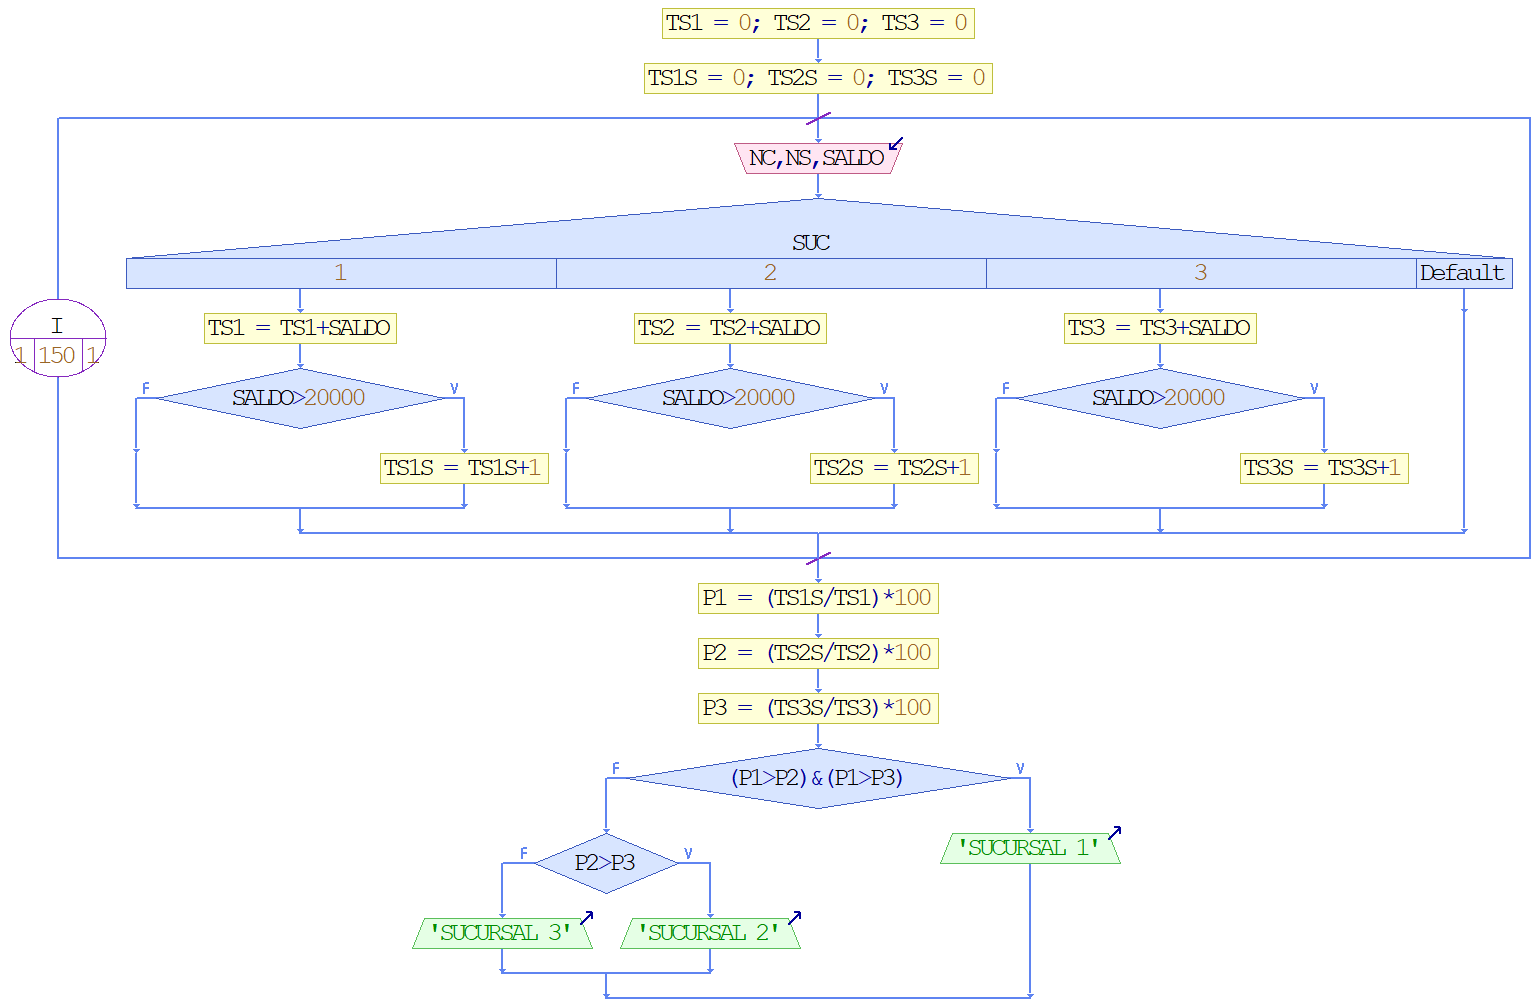 TS1 = 0; TS2 = 0; TS3 = 0
TS1S = 0; TS2S = 0; TS3S = 0
NC,NS,SALDO
SUC
1 2 3 Default
I
1 150 1
TS1 = TS1+SALDO
TS2 = TS2+SALDO
TS3 = TS3+SALDO
F SALDO>20000 V
F SALDO>20000 V
F SALDO>20000 V
TS1S = TS1S+1
TS2S = TS2S+1
TS3S = TS3S+1
P1 = (TS1S/TS1)*100
P2 = (TS2S/TS2)*100
P3 = (TS3S/TS3)*100
F (P1>P2)&(P1>P3) V
F P2>P3 V
'SUCURSAL 1'
'SUCURSAL 3'
'SUCURSAL 2'